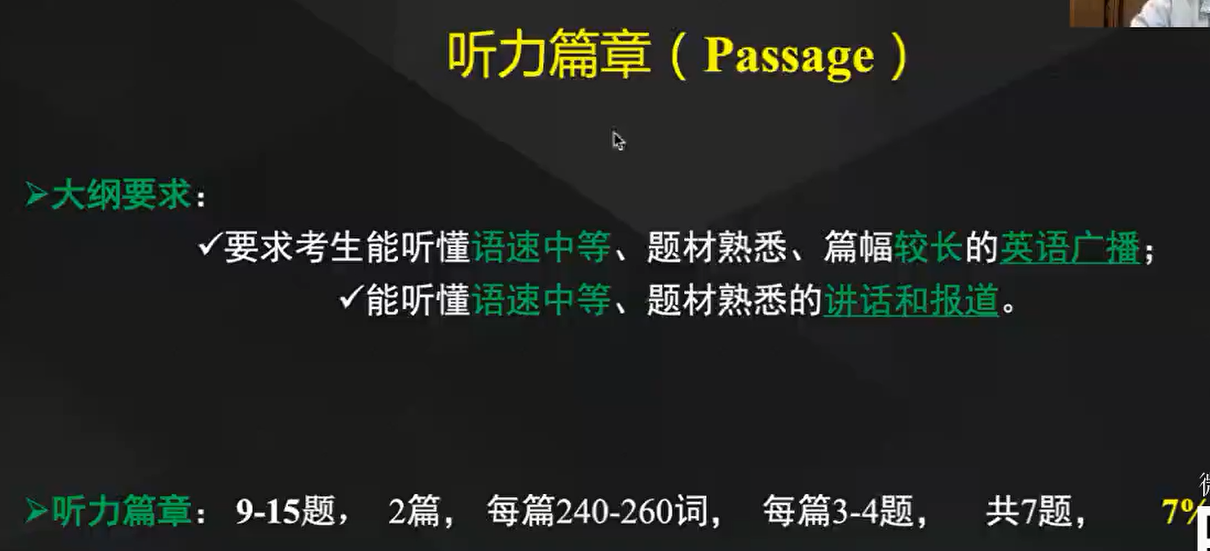 听力篇章（Passage）
➢大纲要求：
✓要求考生能听懂语速中等、题材熟悉、篇幅较长的英语广播；
✓能听懂语速中等、题材熟悉的讲话和报道。
➢听力篇章：9-15题， 2篇， 每篇240-260词， 每篇3-4题， 共7题， 7%